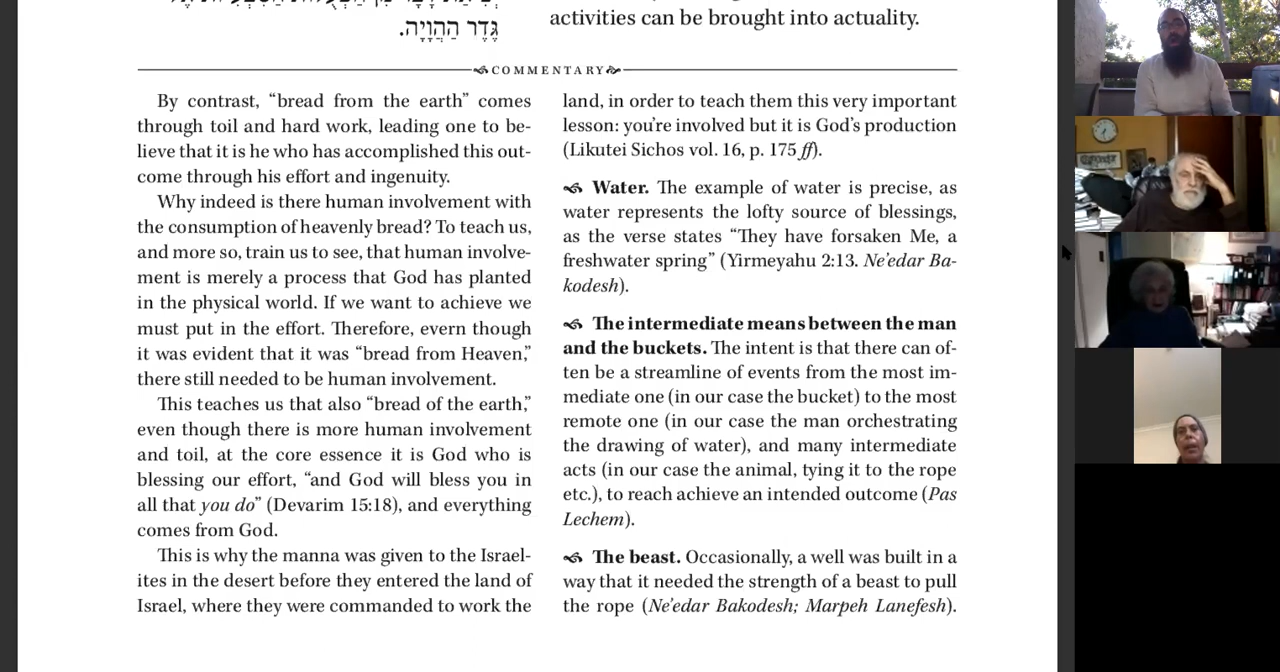 גֶּדֶר הַהֲוָיָה.
activities can be brought into actuality.
COMMENTARY
By contrast, “bread from the earth” comes
through toil and hard work, leading one to be-
lieve that it is he who has accomplished this out-
come through his effort and ingenuity.
Why indeed is there human involvement with
the consumption of heavenly bread? To teach us,
and more so, train us to see, that human involve-
ment is merely a process that God has planted
in the physical world. If we want to achieve we
must put in the effort. Therefore, evern though
it was evident that it was “bread from Heaven,”
there still needed to be human involvement.
This teaches us that also “bread of the earth,”
even though there is more human involvement
and toil, at the core essence it is God who is
blessing our effort, “and God will bless you in
all that you do” (Devarim 15:18), and everything
comes from God.
This is why the manna was given to the Israel-
ites in the desert before they entered the land of
Israel, where they were commanded to work the
land, in order to teach them this very important
lesson: you’re involved but it is God’s production
(Likutei Sichos vol. 16, p. 175 ff).
Water. The example of water is precise, as
water represents the lofty source of blessings,
as the verse states “They have forsaken Me, a
freshwater spring” (Yirmeyahu 2:13. Ne’edar Ba-
kodesh).
The intermediate means between the man
and the buckets. The intent is that there can of-
ten be a streamline of events from the most im-
mediate one (in our case the bucket) to the most
remote one (in our case the man orchestrating
the drawing of water), and many intermediate
acts (in our case the animal, tying it to the rope
etc.), to reach achieve an intended outcome (Pas
Lechem).
The beast. Occasionally, a well was built in a
way that it needed the strength of a beast to pull
the rope (Ne’edar Bakodesh; Marpeh Lanefesh).